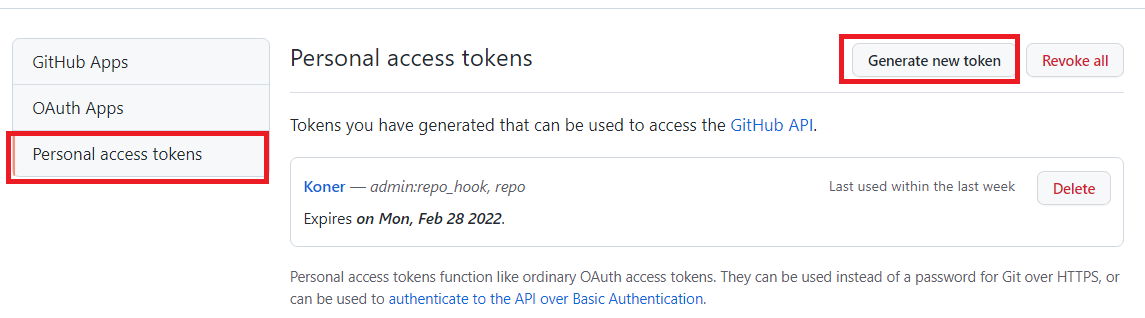 GitHub Apps
OAuth Apps
Personal access tokens
Personal access tokens
Generate new token
Revoke all
Tokens you have generated that can be used to access the GitHub API.
Koner — admin:repo_hook, repo
Last used within the last week
Delete
Expires on Mon, Feb 28 2022.
Personal access tokens function like ordinary OAuth access tokens. They can be used instead of a password for Git over HTTPS, or
can be used to authenticate to the API over Basic Authentication.